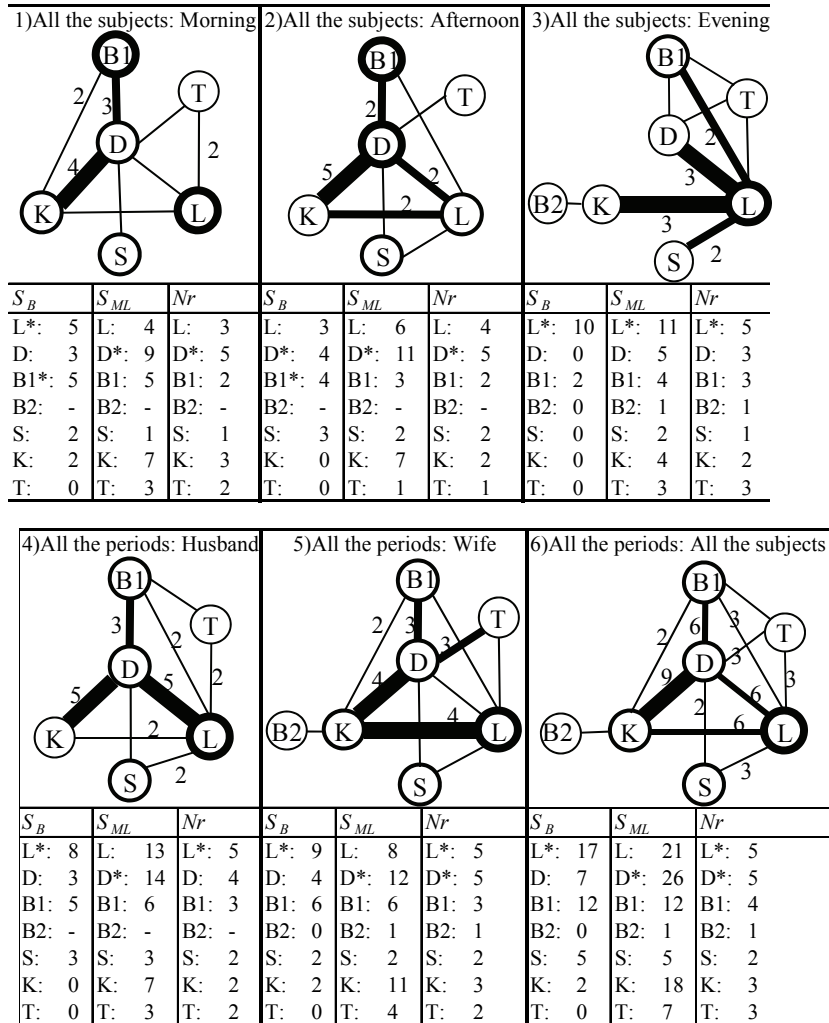 1)All the subjects: Morning 2)All the subjects: Afternoon 3)All the subjects: Evening
B1 T D K L S 2 3 4 2
B1 T D K L S 2 5 2 2
B1 T D B2 K L S 2 3 3 2
S_B S_ML Nr S_B S_ML Nr S_B S_ML Nr
L*: 5 L: 4 L: 3 L: 3 L: 6 L: 4 L*: 10 L*: 11 L*: 5
D: 3 D*: 9 D*: 5 D*: 4 D*: 11 D*: 5 D: 0 D: 5 D: 3
B1*: 5 B1: 5 B1: 2 B1*: 4 B1: 3 B1: 2 B1: 2 B1: 4 B1: 3
B2: - B2: - B2: - B2: - B2: - B2: - B2: 0 B2: 1 B2: 1
S: 2 S: 1 S: 1 S: 3 S: 2 S: 2 S: 0 S: 2 S: 1
K: 2 K: 7 K: 3 K: 0 K: 7 K: 2 K: 0 K: 4 K: 2
T: 0 T: 3 T: 2 T: 0 T: 1 T: 1 T: 0 T: 3 T: 3
4)All the periods: Husband 5)All the periods: Wife 6)All the periods: All the subjects
B1 T D K L S 3 2 2 5 5 2 2
B1 T D B2 K L S 2 3 3 4 4
B1 T D B2 K L S 2 6 3 3 3 9 6 2 6 3
S_B S_ML Nr S_B S_ML Nr S_B S_ML Nr
L*: 8 L: 13 L*: 5 L*: 9 L: 8 L*: 5 L*: 17 L: 21 L*: 5
D: 3 D*: 14 D: 4 D: 4 D*: 12 D*: 5 D: 7 D*: 26 D*: 5
B1: 5 B1: 6 B1: 3 B1: 6 B1: 6 B1: 3 B1: 12 B1: 12 B1: 4
B2: - B2: - B2: - B2: 0 B2: 1 B2: 1 B2: 0 B2: 1 B2: 1
S: 3 S: 3 S: 2 S: 2 S: 2 S: 2 S: 5 S: 5 S: 2
K: 0 K: 7 K: 2 K: 2 K: 11 K: 3 K: 2 K: 18 K: 3
T: 0 T: 3 T: 2 T: 0 T: 4 T: 2 T: 0 T: 7 T: 3